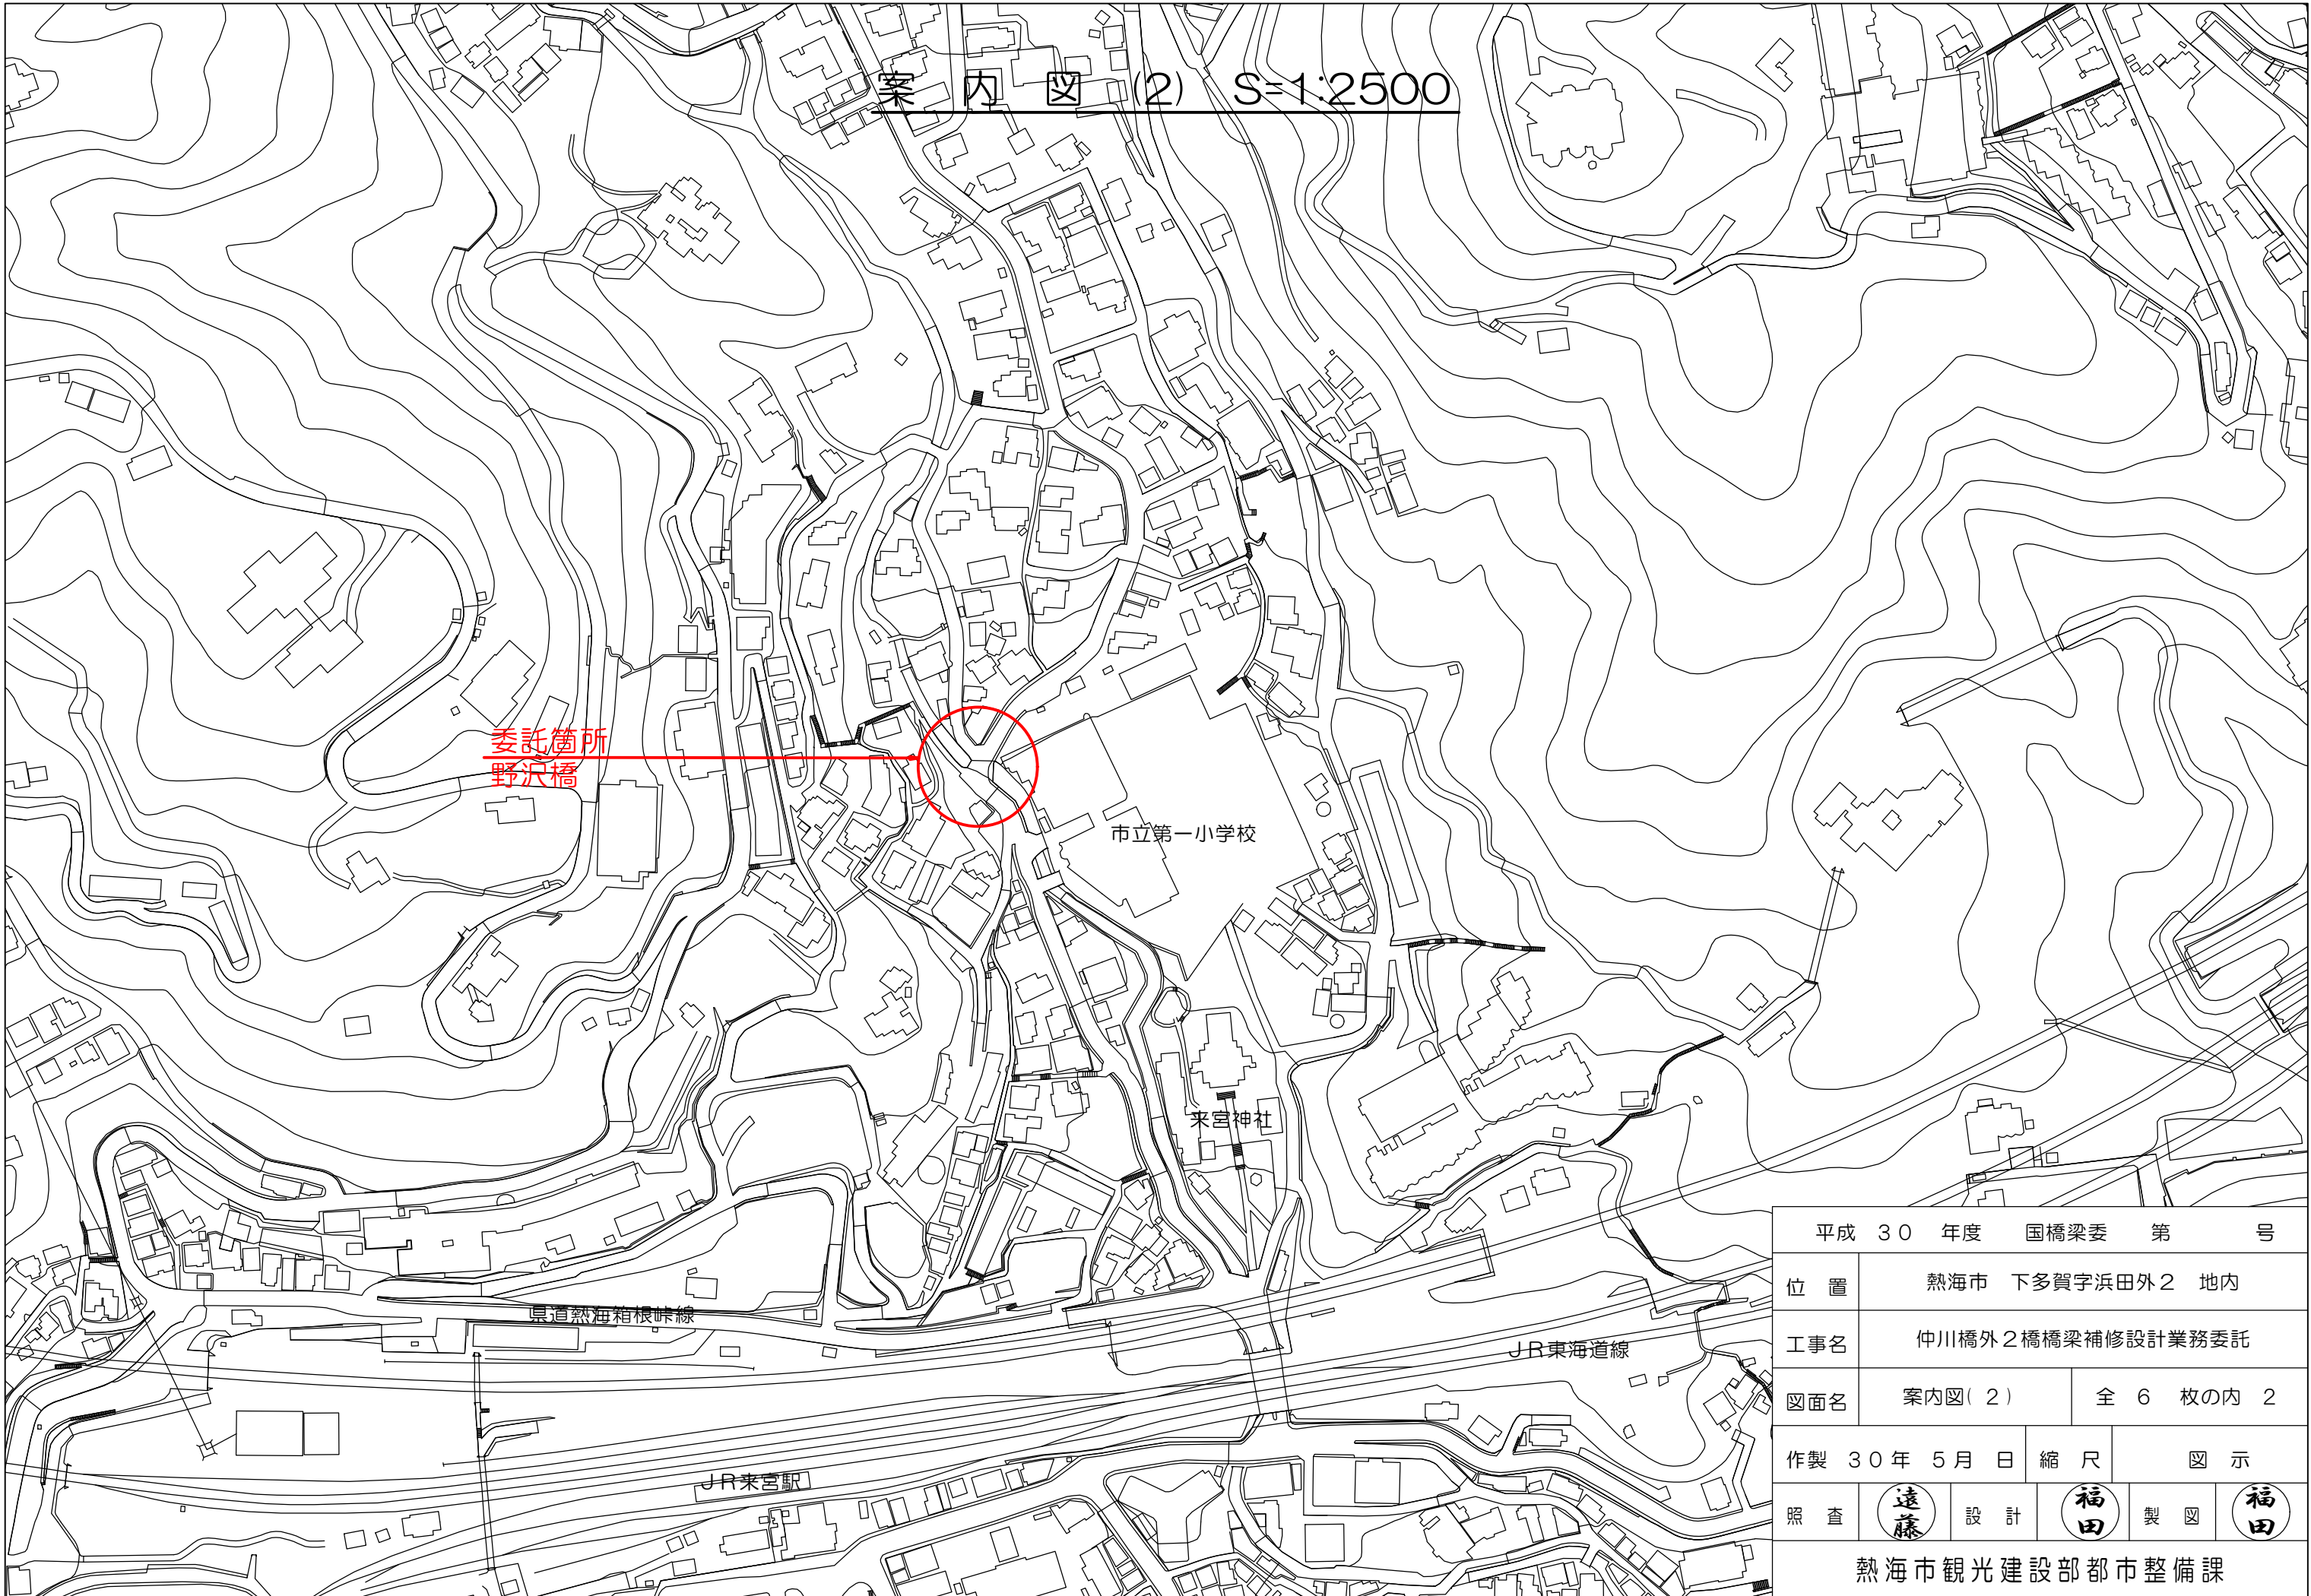 案 内 図 (2) S=1:2500
委託箇所
野沢橋
市立第一小学校
来宮神社
県道熱海箱根峠線
JR東海道線
JR来宮駅
平成 30 年度 国橋梁委 第 号
位 置 熱海市 下多賀字浜田外2 地内
工事名 仲川橋外2橋橋梁補修設計業務委託
図面名 案内図(2) 全 6 枚の内 2
作製 30年 5月 日 縮 尺 図 示
照 査 遠藤 設 計 福田 製 図 福田
熱海市観光建設部都市整備課